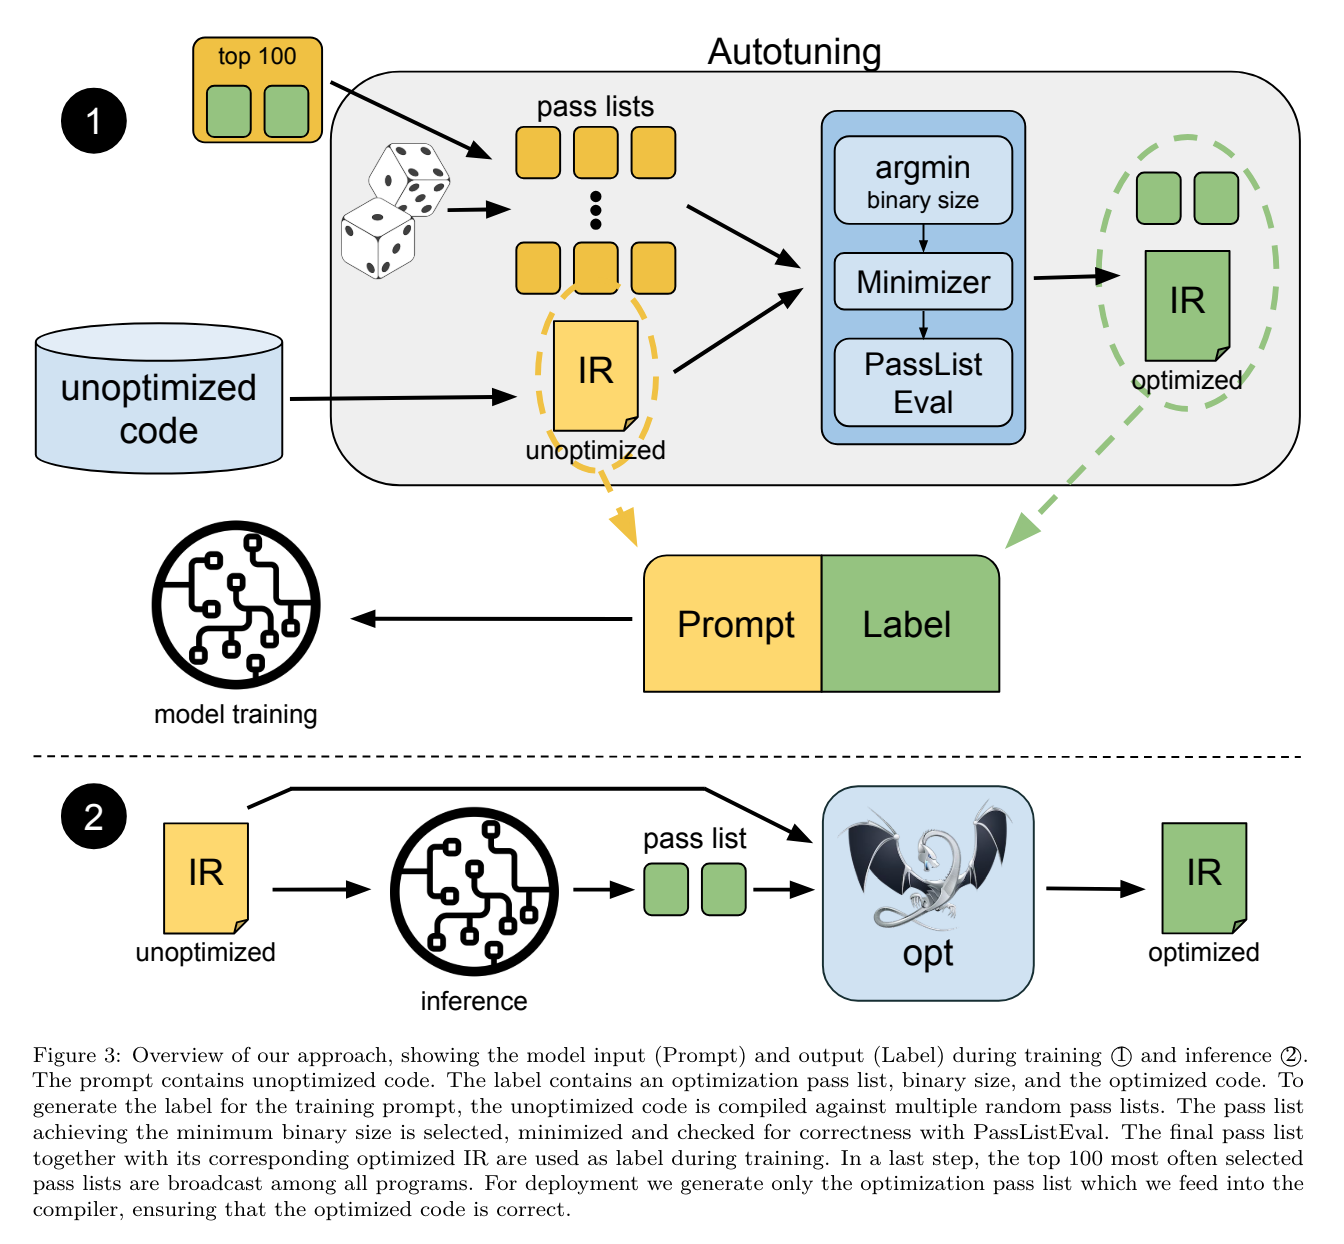 Autotuning
1
top 100
pass lists
argmin
binary size
Minimizer
PassList
Eval
IR
optimized
unoptimized
code
IR
unoptimized
Prompt
Label
model training
2
IR
unoptimized
inference
pass list
opt
IR
optimized
Figure 3: Overview of our approach, showing the model input (Prompt) and output (Label) during training ① and inference ②.
The prompt contains unoptimized code. The label contains an optimization pass list, binary size, and the optimized code. To
generate the label for the training prompt, the unoptimized code is compiled against multiple random pass lists. The pass list
achieving the minimum binary size is selected, minimized and checked for correctness with PassListEval. The final pass list
together with its corresponding optimized IR are used as label during training. In a last step, the top 100 most often selected
pass lists are broadcast among all programs. For deployment we generate only the optimization pass list which we feed into the
compiler, ensuring that the optimized code is correct.